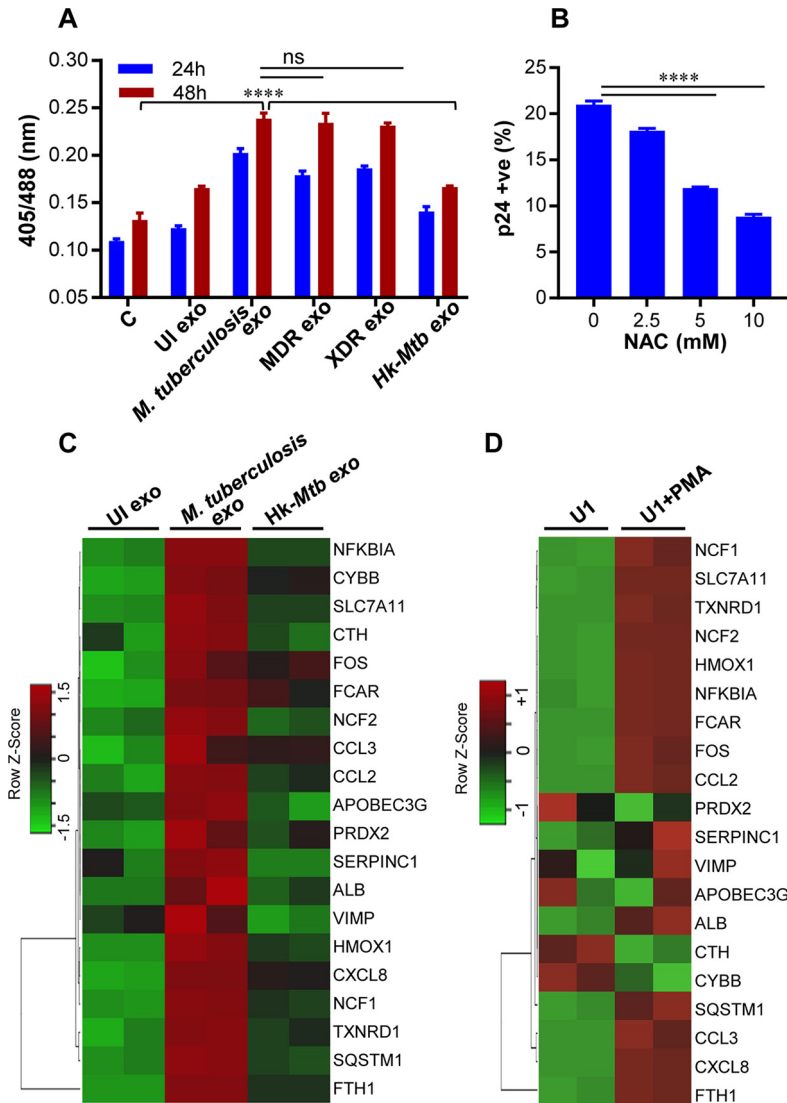 A
0.30
0.25
0.20
0.15
0.10
0.05
405/488 (nm)
24h
48h
ns
****
C
UI exo
M. tuberculosis
exo
MDR exo
XDR exo
Hk-Mtb exo
B
25
20
15
10
5
0
p24 +ve (%)
****
0
2.5
5
10
NAC (mM)
C
UI exo
M. tuberculosis
exo
Hk-Mtb exo
Row Z-Score
1.5
0
-1.5
NFKBIA
CYBB
SLC7A11
CTH
FOS
FCAR
NCF2
CCL3
CCL2
APOBEC3G
PRDX2
SERPINC1
ALB
VIMP
HMOX1
CXCL8
NCF1
TXNRD1
SQSTM1
FTH1
D
U1
U1+PMA
Row Z-Score
+1
0
-1
NCF1
SLC7A11
TXNRD1
NCF2
HMOX1
NFKBIA
FCAR
FOS
CCL2
PRDX2
SERPINC1
VIMP
APOBEC3G
ALB
CTH
CYBB
SQSTM1
CCL3
CXCL8
FTH1